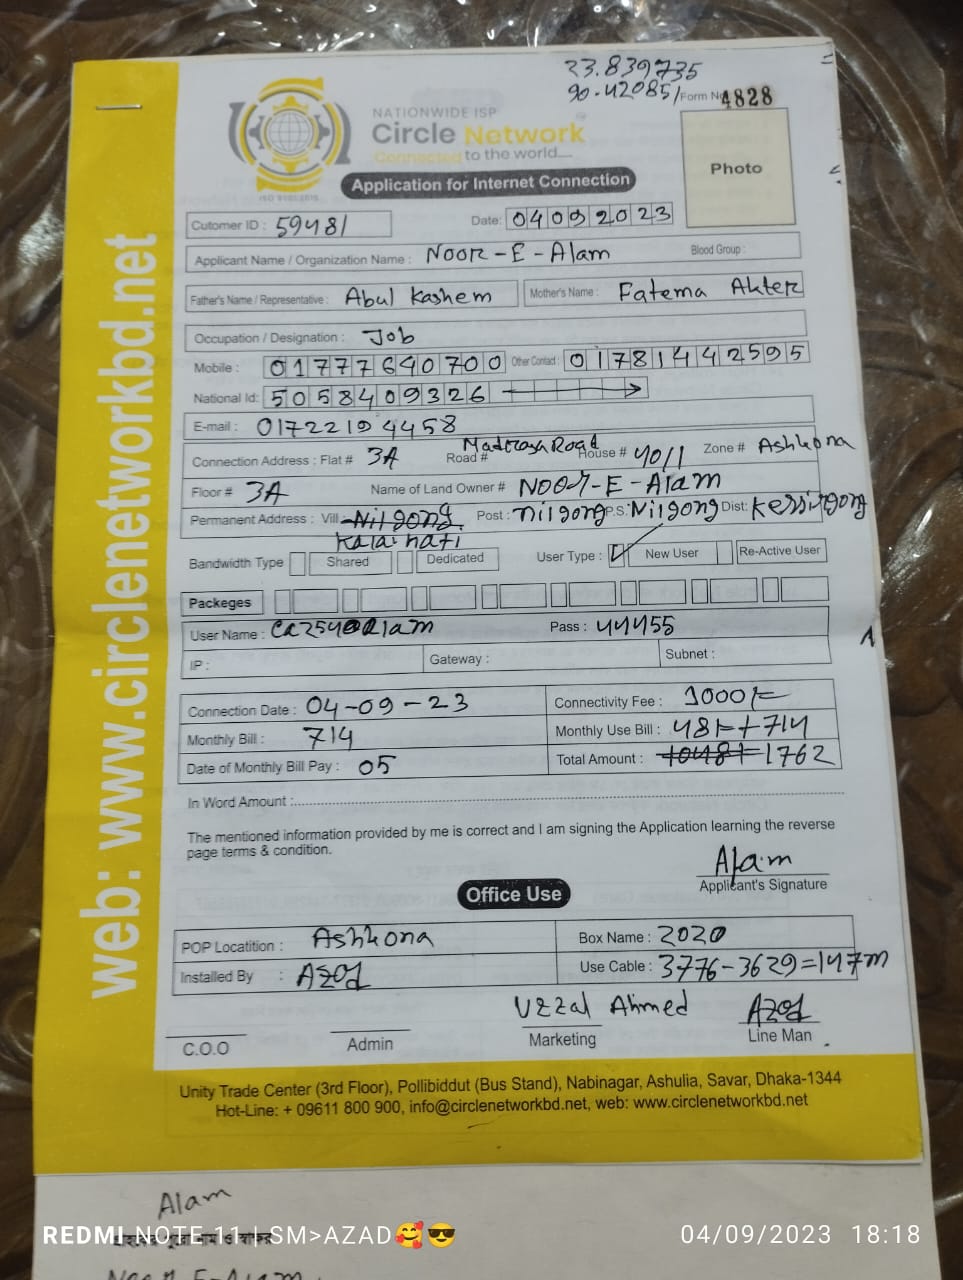 23.839735
90.42085/ Form No 4828
NATIONWIDE ISP
Circle Network
Connected to the world....
ISO 9001:2015
Photo
Application for Internet Connection
Cutomer ID : 59481 Date: 04092023
Applicant Name / Organization Name : Noor-E-Alam Blood Group :
Father's Name / Representative : Abul Kashem Mother's Name : Fatema Akter
Occupation / Designation : Job
Mobile : 01777640700 Other Contact : 01781442595
National Id: 5058409326
E-mail : 01722194458
Connection Address : Flat # 3A Road # Madrasa Road House # 40/1 Zone # Ashkona
Floor # 3A Name of Land Owner # Noor-E-Alam
Permanent Address : Vill : Nilgong Post : nilgong P.S: Nilgong Dist:
Bandwidth Type Shared Dedicated User Type : New User Re-Active User
Packeges
User Name : Pass : 44455
IP : Gateway : Subnet :
Connection Date : 04-09-23 Connectivity Fee : 1000/-
Monthly Bill : 714 Monthly Use Bill : 48/-+714
Date of Monthly Bill Pay : 05 Total Amount : 1048/- 1762
In Word Amount :
The mentioned information provided by me is correct and I am signing the Application learning the reverse
page terms & condition.
Alam
Applicant's Signature
Office Use
POP Locatition : Ashkona Box Name : 2020
Installed By : Azad Use Cable : 3776-3629=147m
Uzzal Ahmed Azad
C.O.O Admin Marketing Line Man
Unity Trade Center (3rd Floor), Pollibiddut (Bus Stand), Nabinagar, Ashulia, Savar, Dhaka-1344
Hot-Line: + 09611 800 900, info@circlenetworkbd.net, web: www.circlenetworkbd.net
web: www.circlenetworkbd.net
Alam
REDMI NOTE 11 | SM>AZAD🥰😎 04/09/2023 18:18
Noor-E-Alam